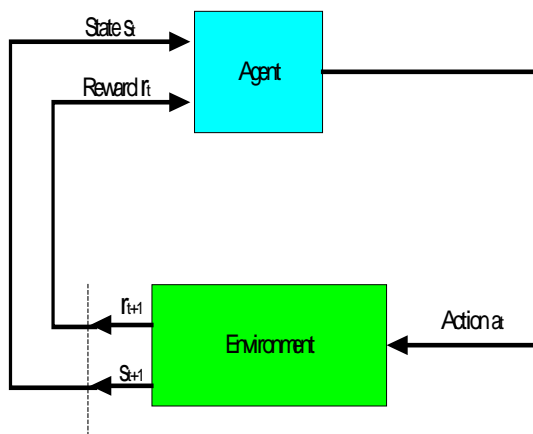 State sₜ
Agent
Reward rₜ
rₜ₊₁
Environment
Action aₜ
sₜ₊₁